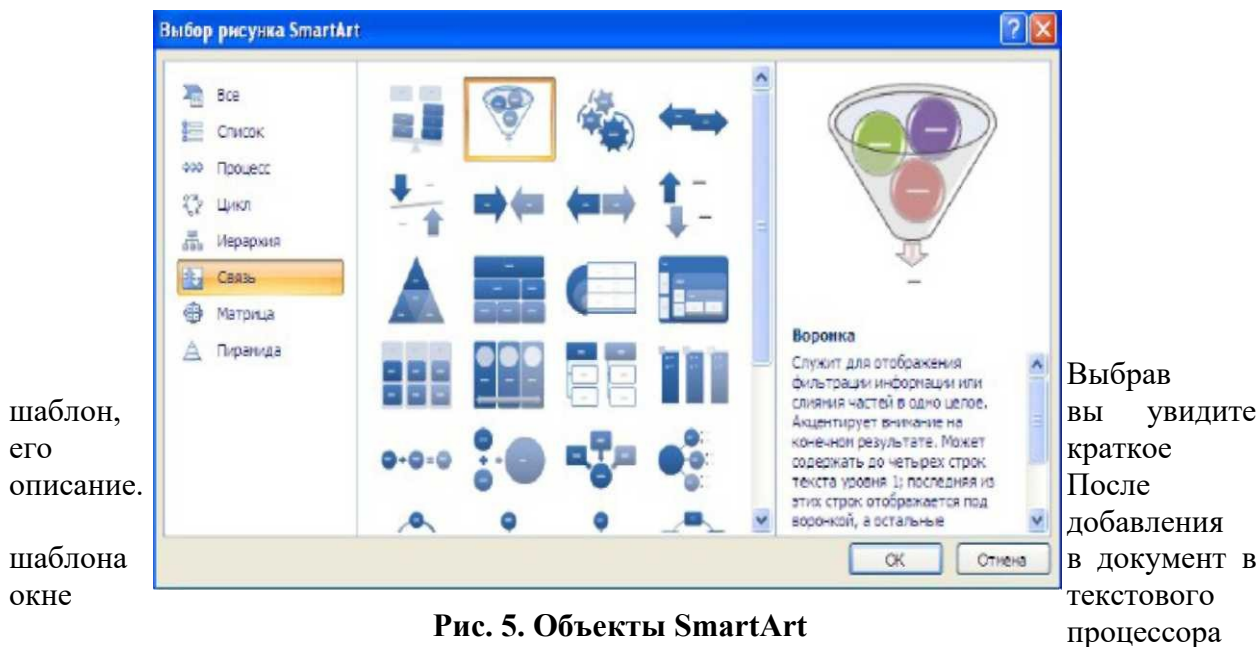 Выбор рисунка SmartArt
Все
Список
Процесс
Цикл
Иерархия
Связь
Матрица
Пирамида
Воронка
Служит для отображения
фильтрации информации или
слияния частей в одно целое.
Акцентирует внимание на
конечном результате. Может
содержать до четырех строк
текста уровня 1; последняя из
этих строк отображается под
воронкой, а остальные
ОК
Отмена
Выбрав
шаблон, вы увидите
его краткое
описание. После
добавления
шаблона в документ в
окне текстового
процессора
Рис. 5. Объекты SmartArt